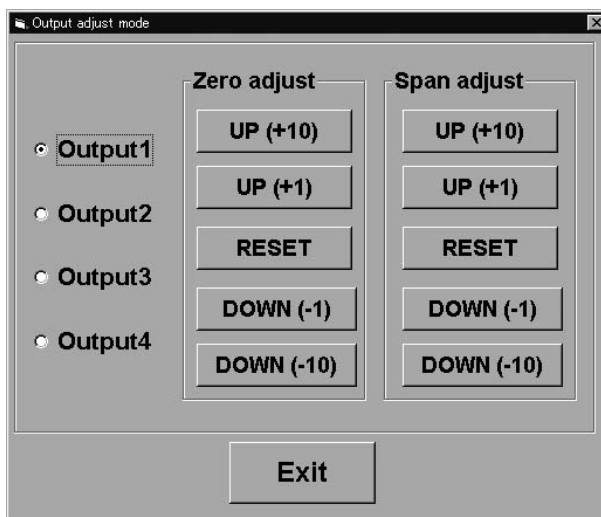 Output adjust mode
Zero adjust
Span adjust
Output1
Output2
Output3
Output4
UP (+10)
UP (+1)
RESET
DOWN (-1)
DOWN (-10)
UP (+10)
UP (+1)
RESET
DOWN (-1)
DOWN (-10)
Exit